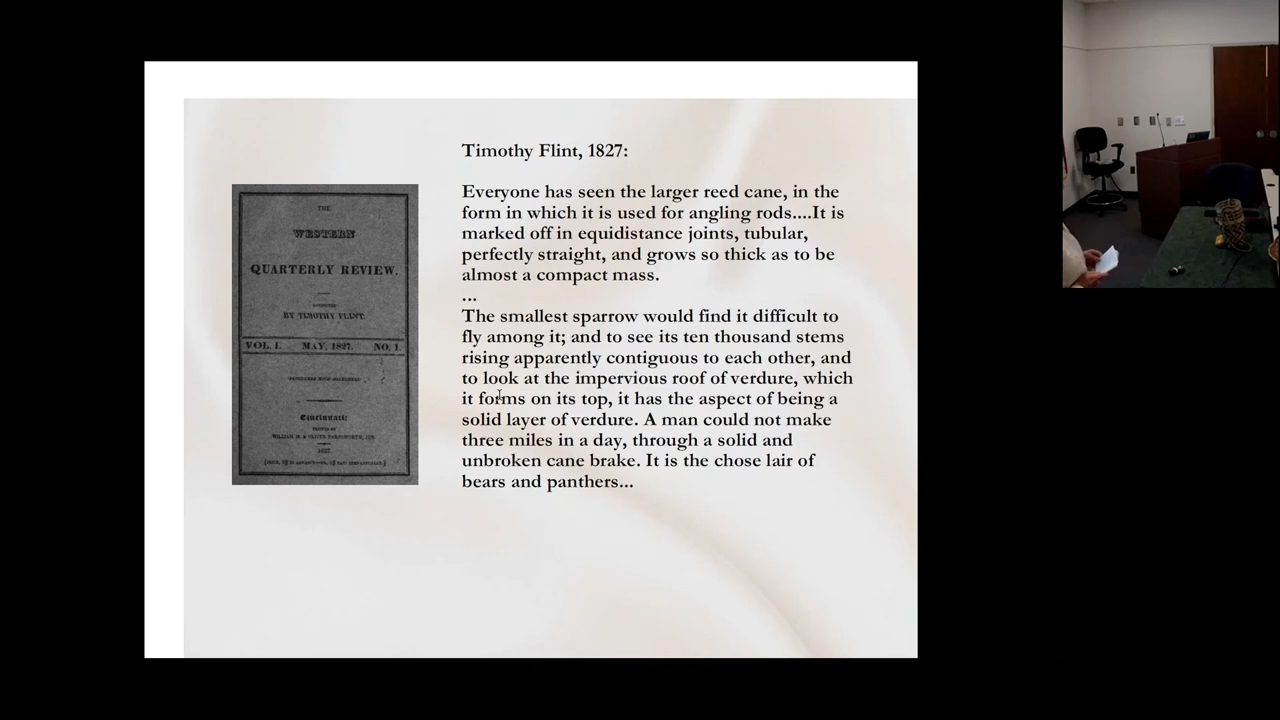 THE
WESTERN
QUARTERLY REVIEW.
BY TIMOTHY FLINT.
VOL. I. MAY, 1827. NO. 1.
Cincinnati:
1827.
Timothy Flint, 1827:
Everyone has seen the larger reed cane, in the
form in which it is used for angling rods....It is
marked off in equidistance joints, tubular,
perfectly straight, and grows so thick as to be
almost a compact mass.
...
The smallest sparrow would find it difficult to
fly among it; and to see its ten thousand stems
rising apparently contiguous to each other, and
to look at the impervious roof of verdure, which
it forms on its top, it has the aspect of being a
solid layer of verdure. A man could not make
three miles in a day, through a solid and
unbroken cane brake. It is the chose lair of
bears and panthers...